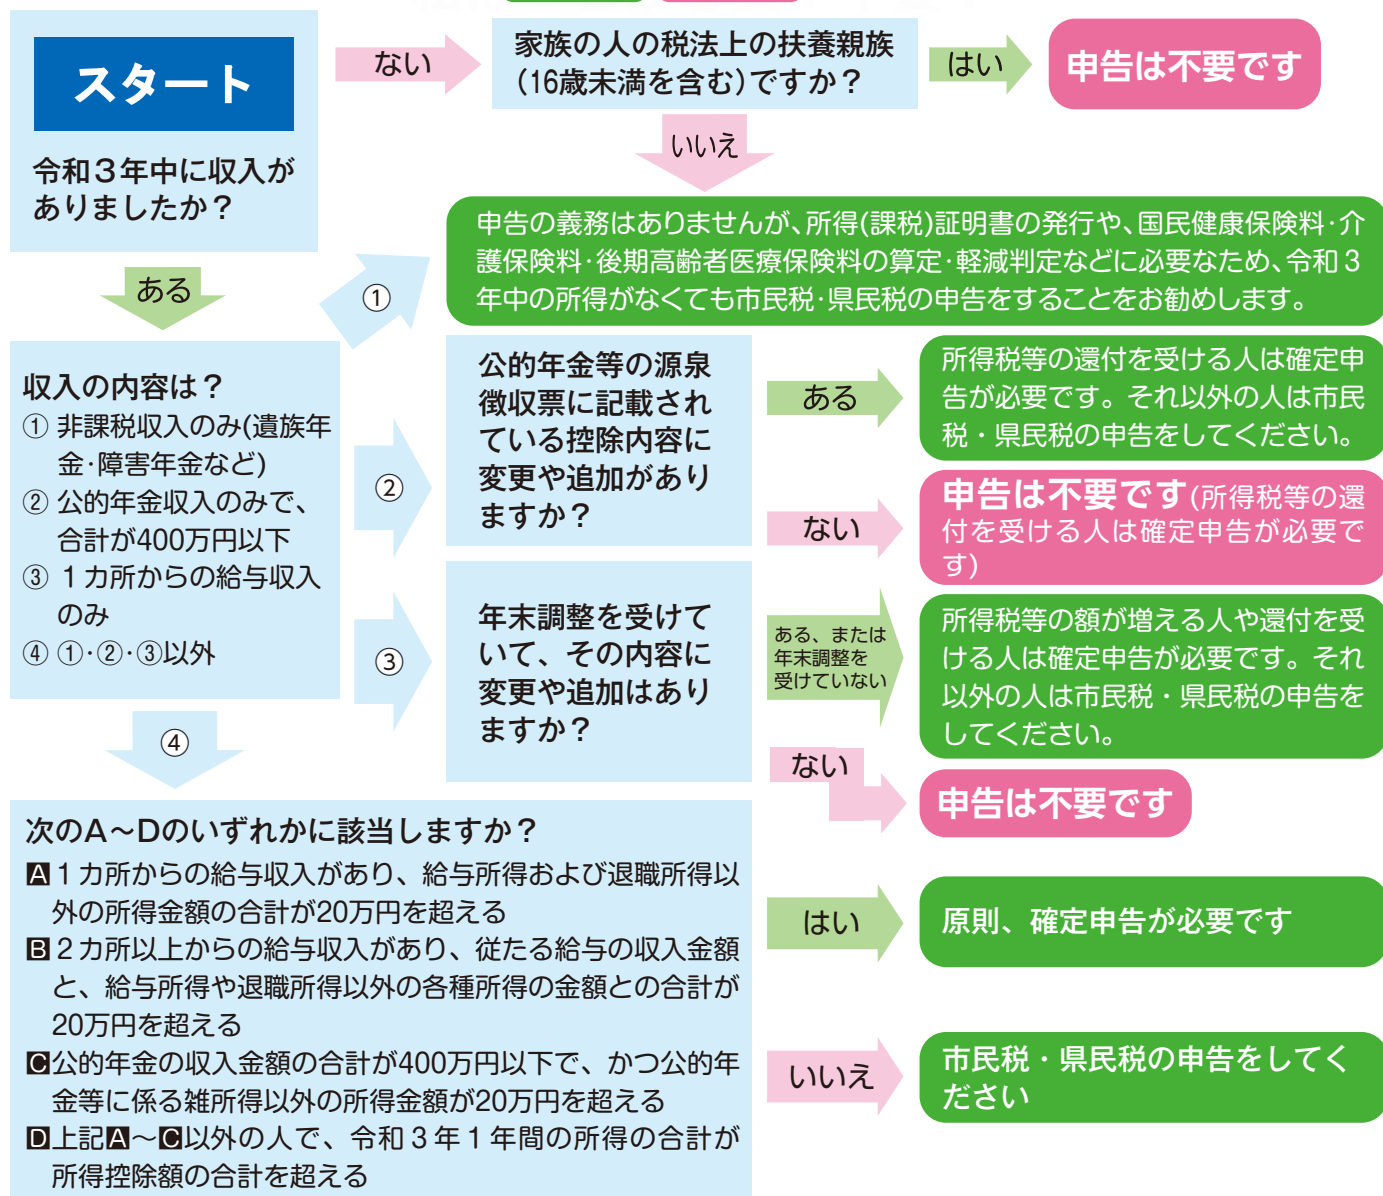 スタート
令和３年中に収入が
ありましたか？
ない
家族の人の税法上の扶養親族
(16歳未満を含む)ですか？
はい
申告は不要です
いいえ
申告の義務はありませんが、所得(課税)証明書の発行や、国民健康保険料・介
護保険料・後期高齢者医療保険料の算定・軽減判定などに必要なため、令和３
年中の所得がなくても市民税・県民税の申告をすることをお勧めします。
ある
①
収入の内容は？
① 非課税収入のみ(遺族年
金・障害年金など)
② 公的年金収入のみで、
合計が400万円以下
③ １カ所からの給与収入
のみ
④ ①・②・③以外
②
公的年金等の源泉
徴収票に記載され
ている控除内容に
変更や追加があり
ますか？
ある
所得税等の還付を受ける人は確定申
告が必要です。それ以外の人は市民
税・県民税の申告をしてください。
ない
申告は不要です(所得税等の還
付を受ける人は確定申告が必要で
す)
③
年末調整を受けて
いて、その内容に
変更や追加はあり
ますか？
ある、または
年末調整を
受けていない
所得税等の額が増える人や還付を受
ける人は確定申告が必要です。それ
以外の人は市民税・県民税の申告を
してください。
ない
申告は不要です
④
次のA～Dのいずれかに該当しますか？
A １カ所からの給与収入があり、給与所得および退職所得以
外の所得金額の合計が20万円を超える
B ２カ所以上からの給与収入があり、従たる給与の収入金額
と、給与所得や退職所得以外の各種所得の金額との合計が
20万円を超える
C 公的年金の収入金額の合計が400万円以下で、かつ公的年
金等に係る雑所得以外の所得金額が20万円を超える
D 上記A～C以外の人で、令和３年１年間の所得の合計が
所得控除額の合計を超える
はい
原則、確定申告が必要です
いいえ
市民税・県民税の申告をしてく
ださい